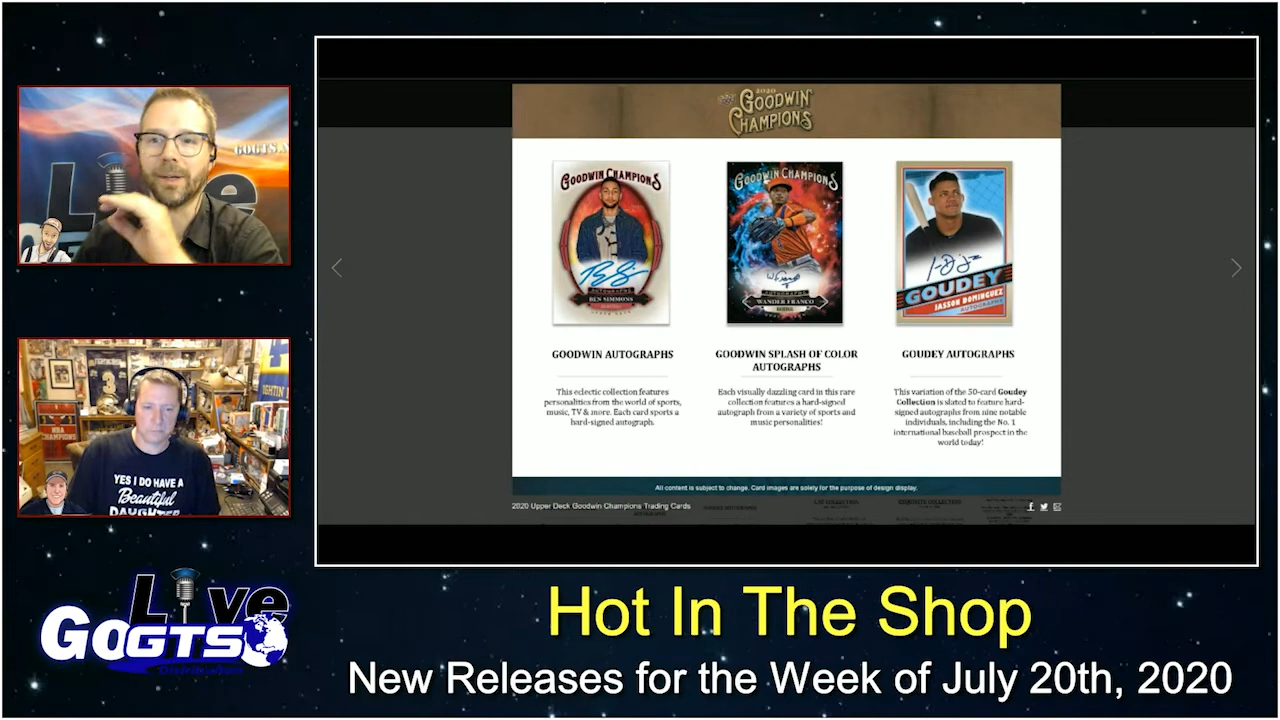 GOGTS
Live
NBA
CHAMPIONS
3
YES I DO HAVE A
Beautiful
DAUGHTER
Live
GOGTS
Distribution
2020
GOODWIN
CHAMPIONS
GOODWIN CHAMPIONS
AUTOGRAPHS
BEN SIMMONS
GOODWIN CHAMPIONS
AUTOGRAPHS
WANDER FRANCO
GOUDEY
JASSON DOMINGUEZ
AUTOGRAPHS
GOODWIN AUTOGRAPHS
This eclectic collection features
personalities from the world of sports,
music, TV & more. Each card sports a
hard-signed autograph.
GOODWIN SPLASH OF COLOR
AUTOGRAPHS
Each visually dazzling card in this rare
collection features a hard-signed
autograph from a variety of sports and
music personalities!
GOUDEY AUTOGRAPHS
This variation of the 50-card Goudey
Collection is slated to feature hard-
signed autographs from nine notable
individuals, including the No. 1
international baseball prospect in the
world today!
All content is subject to change. Card images are solely for the purpose of design display.
2020 Upper Deck Goodwin Champions Trading Cards
Hot In The Shop
New Releases for the Week of July 20th, 2020